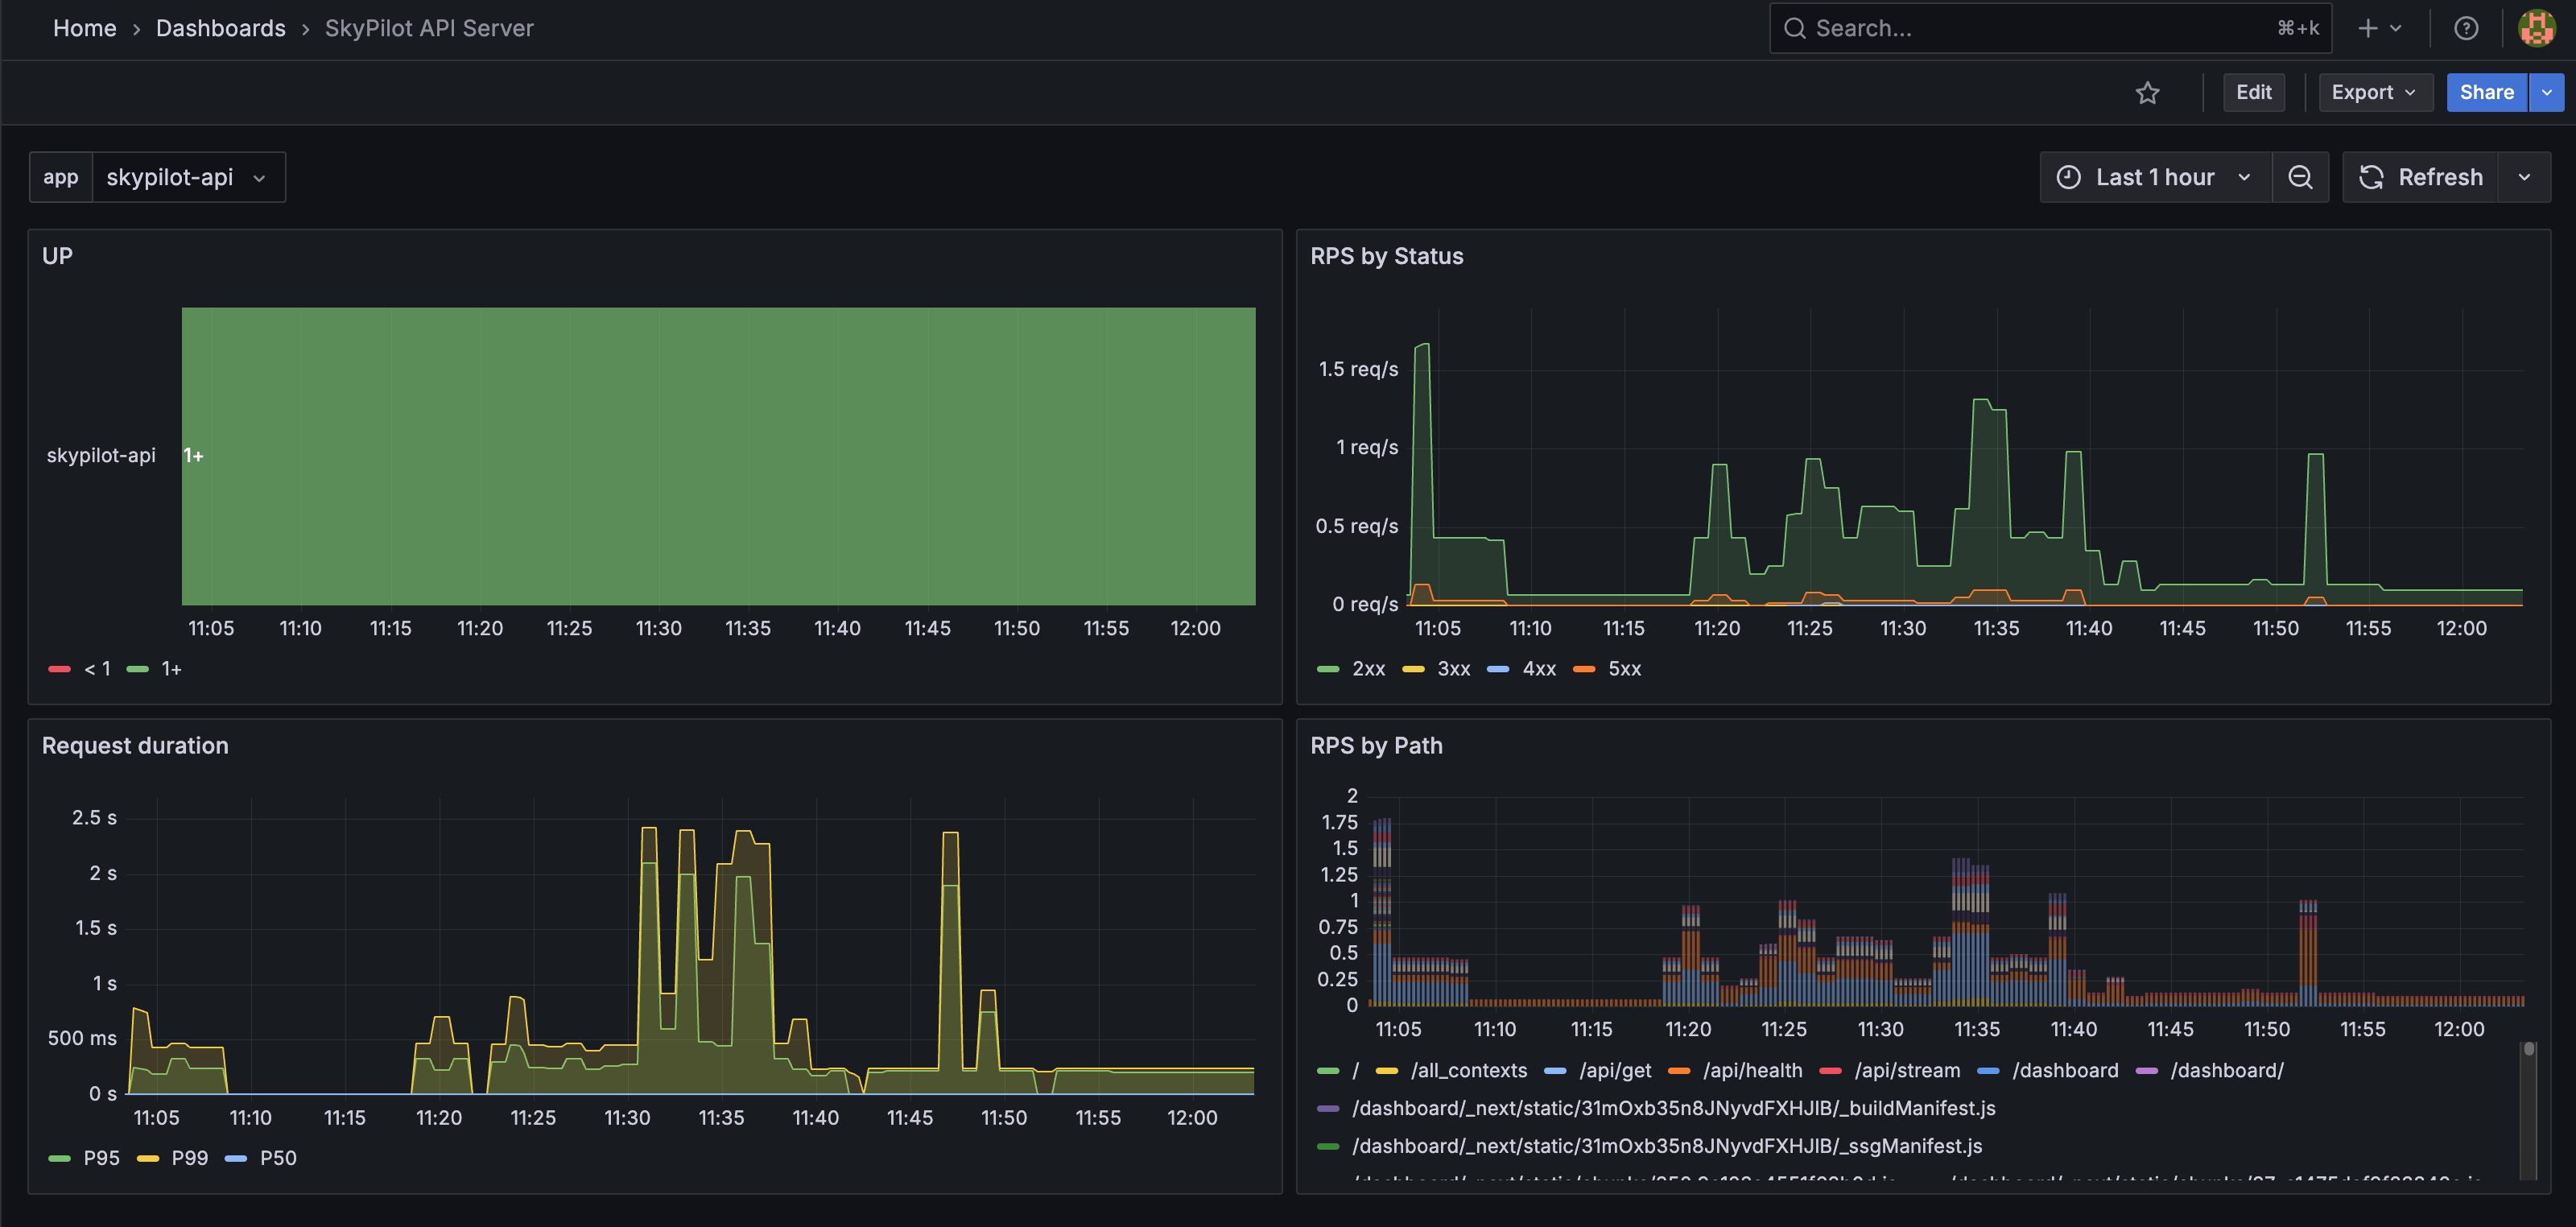 Home › Dashboards › SkyPilot API Server
Search... ⌘+k
Edit Export Share
app skypilot-api
Last 1 hour Refresh
UP
skypilot-api 1+
11:05 11:10 11:15 11:20 11:25 11:30 11:35 11:40 11:45 11:50 11:55 12:00
< 1 1+
RPS by Status
1.5 req/s
1 req/s
0.5 req/s
0 req/s
11:05 11:10 11:15 11:20 11:25 11:30 11:35 11:40 11:45 11:50 11:55 12:00
2xx 3xx 4xx 5xx
Request duration
2.5 s
2 s
1.5 s
1 s
500 ms
0 s
11:05 11:10 11:15 11:20 11:25 11:30 11:35 11:40 11:45 11:50 11:55 12:00
P95 P99 P50
RPS by Path
2
1.75
1.5
1.25
1
0.75
0.5
0.25
0
11:05 11:10 11:15 11:20 11:25 11:30 11:35 11:40 11:45 11:50 11:55 12:00
/ /all_contexts /api/get /api/health /api/stream /dashboard /dashboard/
/dashboard/_next/static/31mOxb35n8JNyvdFXHJIB/_buildManifest.js
/dashboard/_next/static/31mOxb35n8JNyvdFXHJIB/_ssgManifest.js